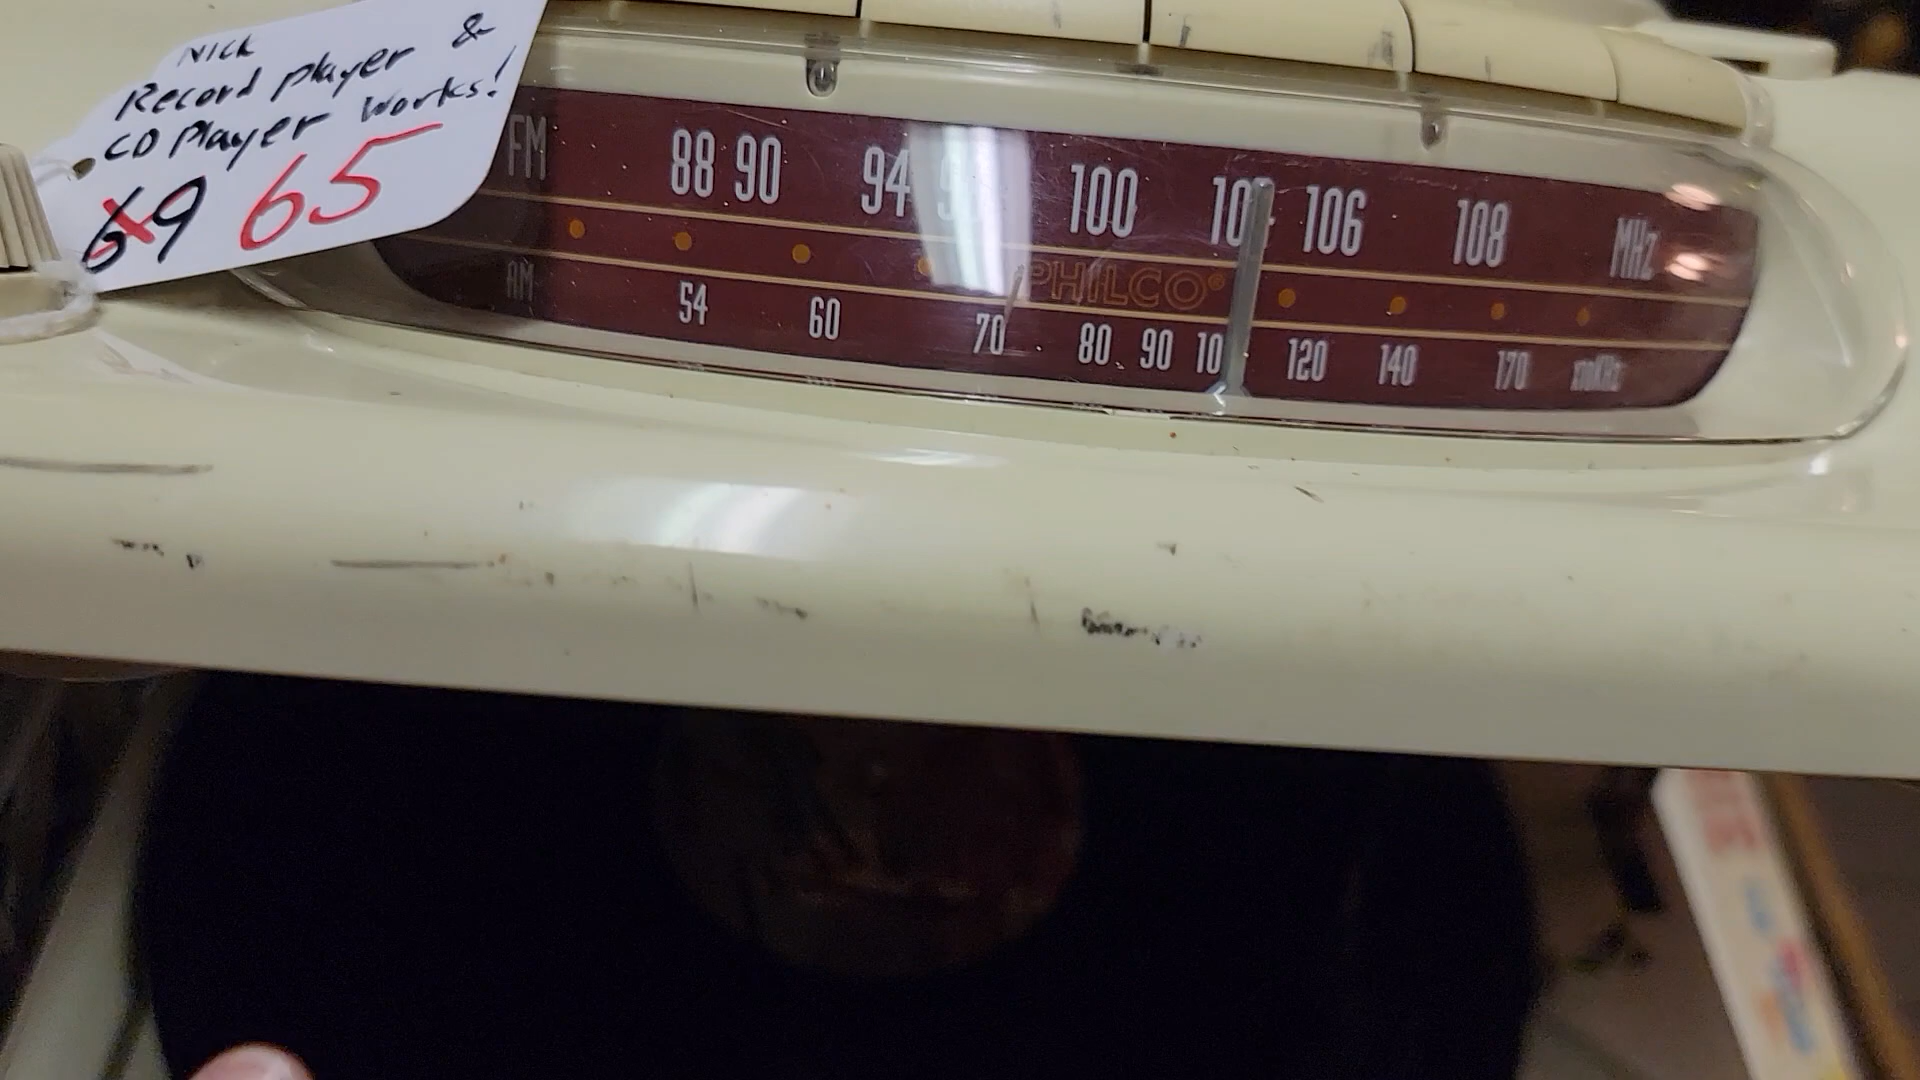 NICK
Record player &
CD Player works!
69 65
FM 88 90 94 100 106 108 MHz
PHILCO
AM 54 60 70 80 90 120 140 170